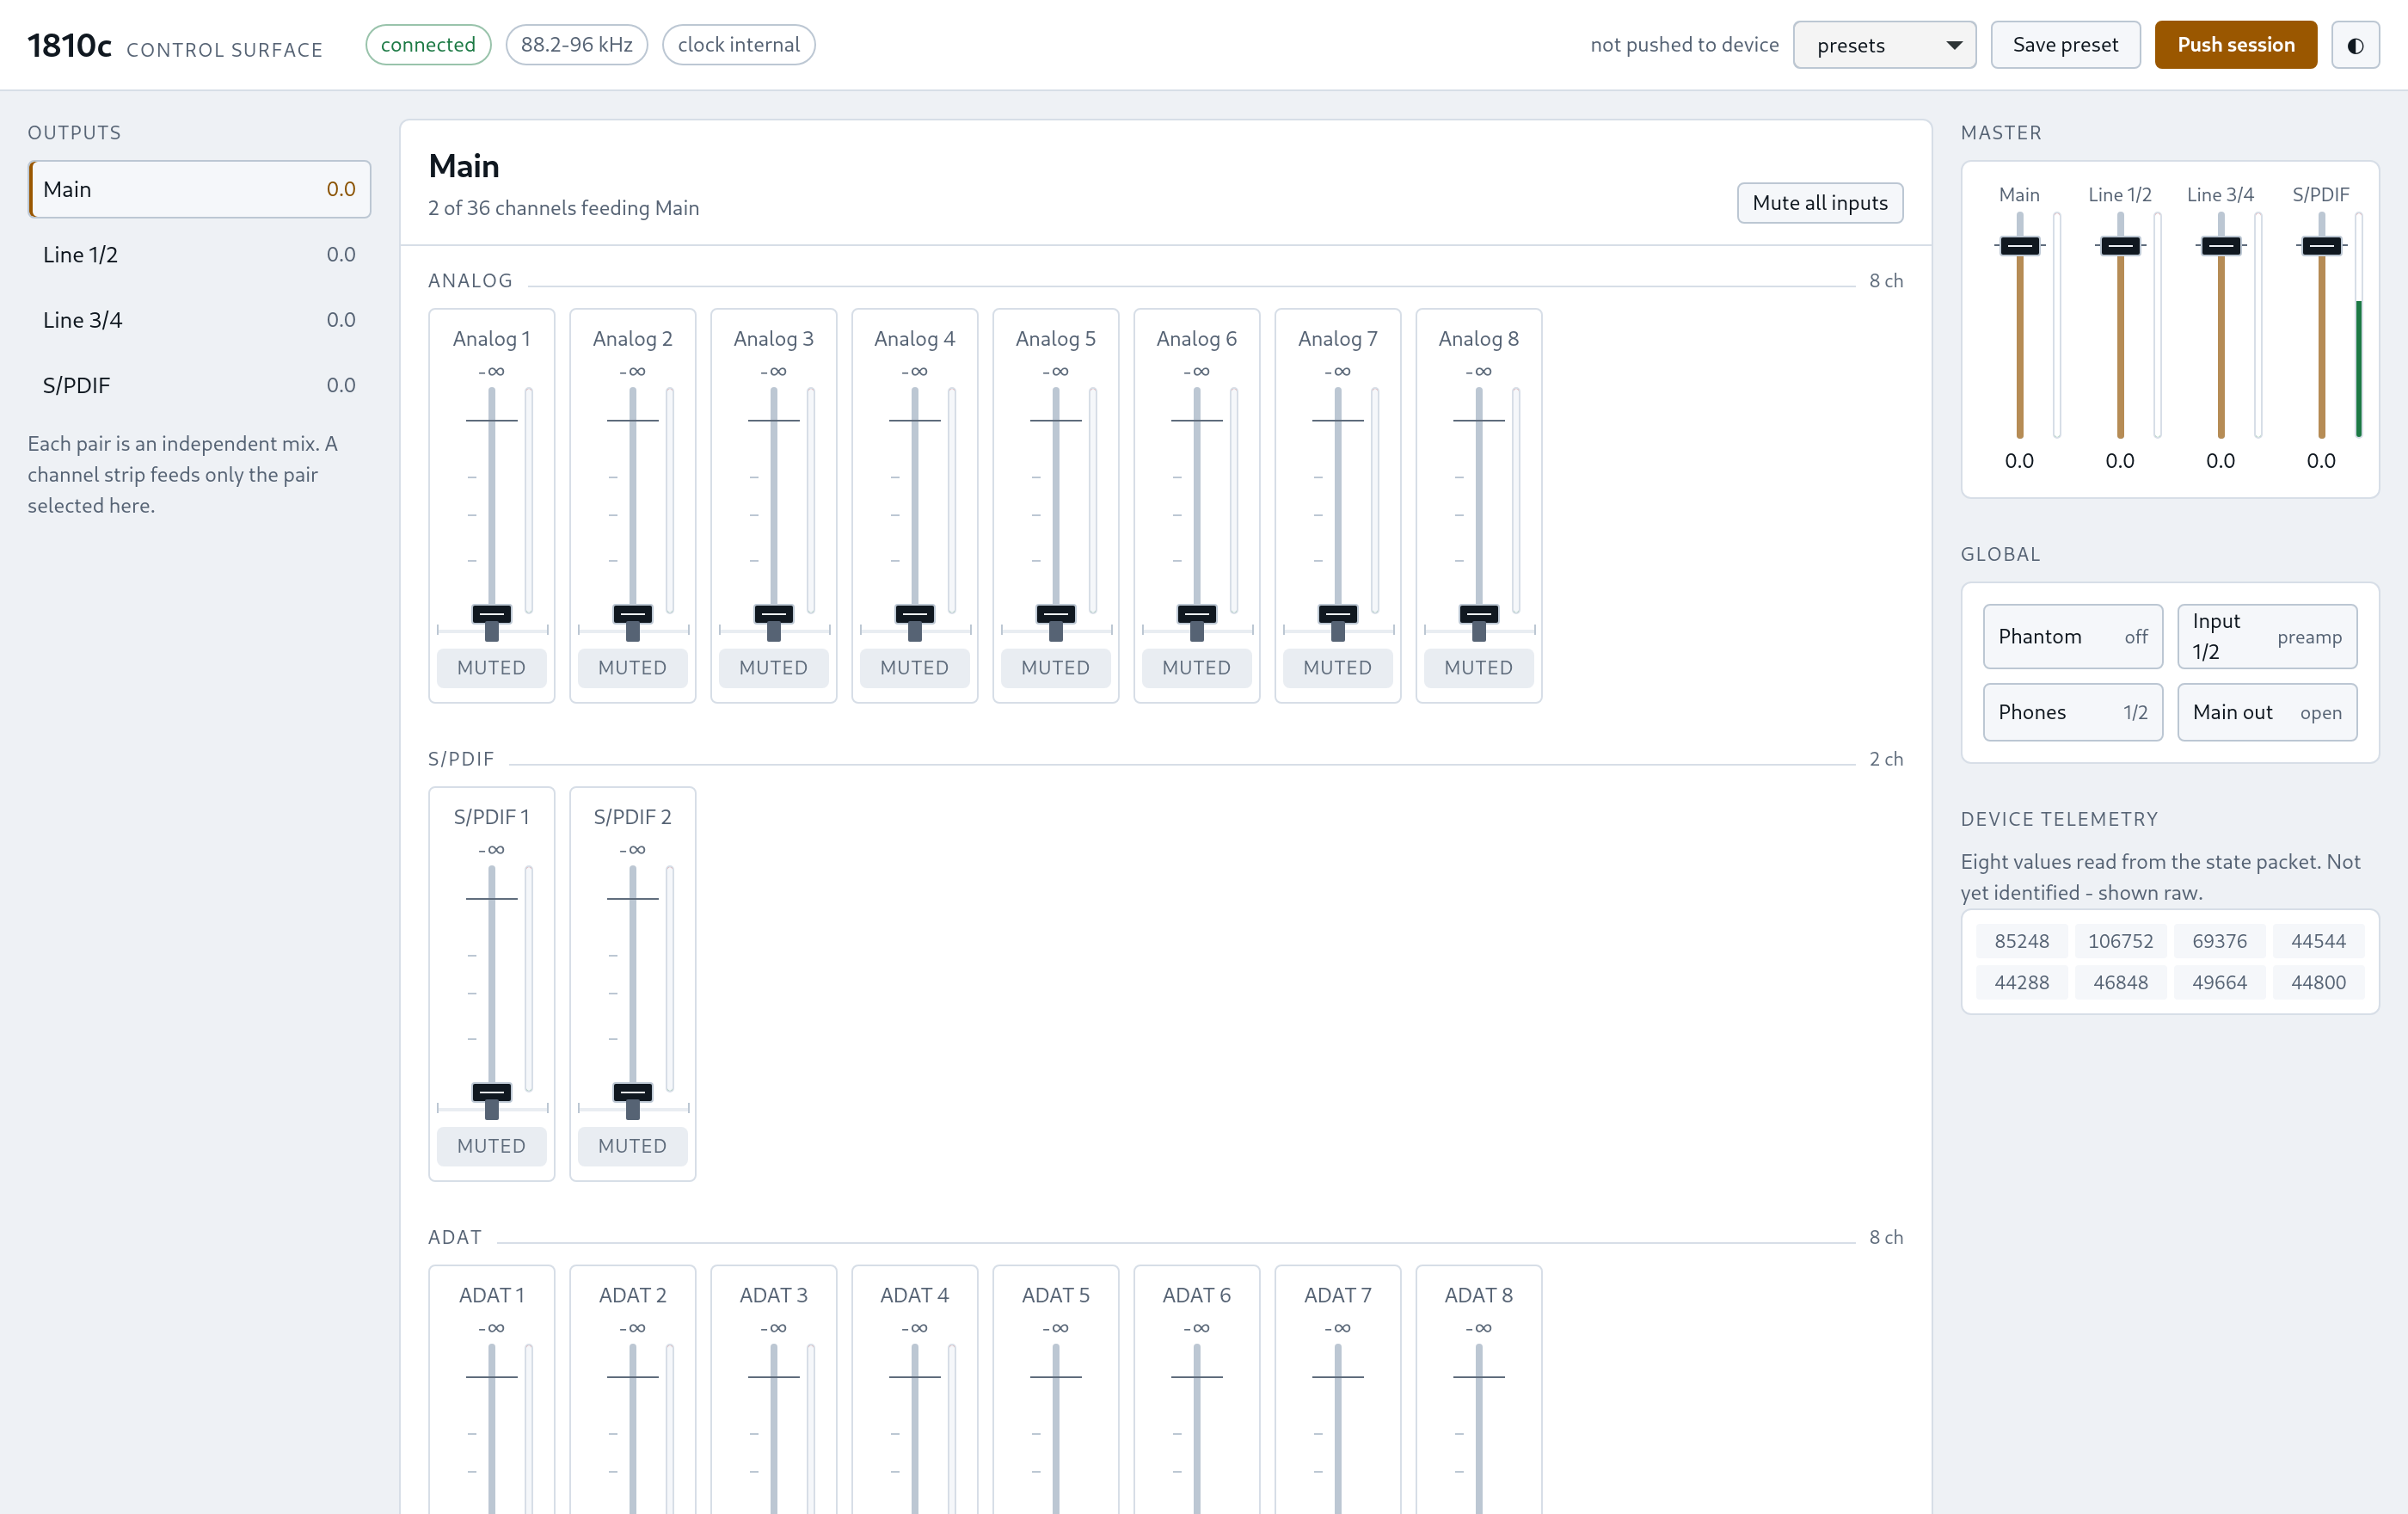 1810c CONTROL SURFACE connected 88.2-96 kHz clock internal not pushed to device presets Save preset Push session
OUTPUTS
Main 0.0
Line 1/2 0.0
Line 3/4 0.0
S/PDIF 0.0
Each pair is an independent mix. A
channel strip feeds only the pair
selected here.
Main
2 of 36 channels feeding Main
Mute all inputs
ANALOG 8 ch
Analog 1 Analog 2 Analog 3 Analog 4 Analog 5 Analog 6 Analog 7 Analog 8
-∞ -∞ -∞ -∞ -∞ -∞ -∞ -∞
MUTED MUTED MUTED MUTED MUTED MUTED MUTED MUTED
S/PDIF 2 ch
S/PDIF 1 S/PDIF 2
-∞ -∞
MUTED MUTED
ADAT 8 ch
ADAT 1 ADAT 2 ADAT 3 ADAT 4 ADAT 5 ADAT 6 ADAT 7 ADAT 8
-∞ -∞ -∞ -∞ -∞ -∞ -∞ -∞
MASTER
Main Line 1/2 Line 3/4 S/PDIF
0.0 0.0 0.0 0.0
GLOBAL
Phantom off
Input 1/2 preamp
Phones 1/2
Main out open
DEVICE TELEMETRY
Eight values read from the state packet. Not
yet identified - shown raw.
85248 106752 69376 44544
44288 46848 49664 44800